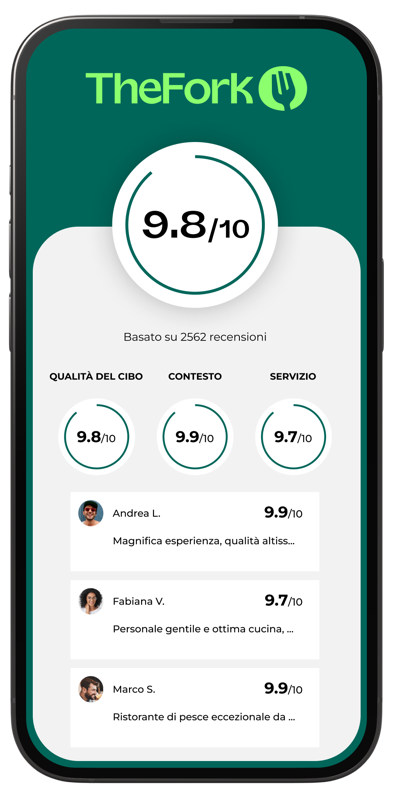 TheFork
9.8/10
Basato su 2562 recensioni
QUALITÀ DEL CIBO CONTESTO SERVIZIO
9.8/10 9.9/10 9.7/10
Andrea L. 9.9/10
Magnifica esperienza, qualità altiss...
Fabiana V. 9.7/10
Personale gentile e ottima cucina, ...
Marco S. 9.9/10
Ristorante di pesce eccezionale da ...